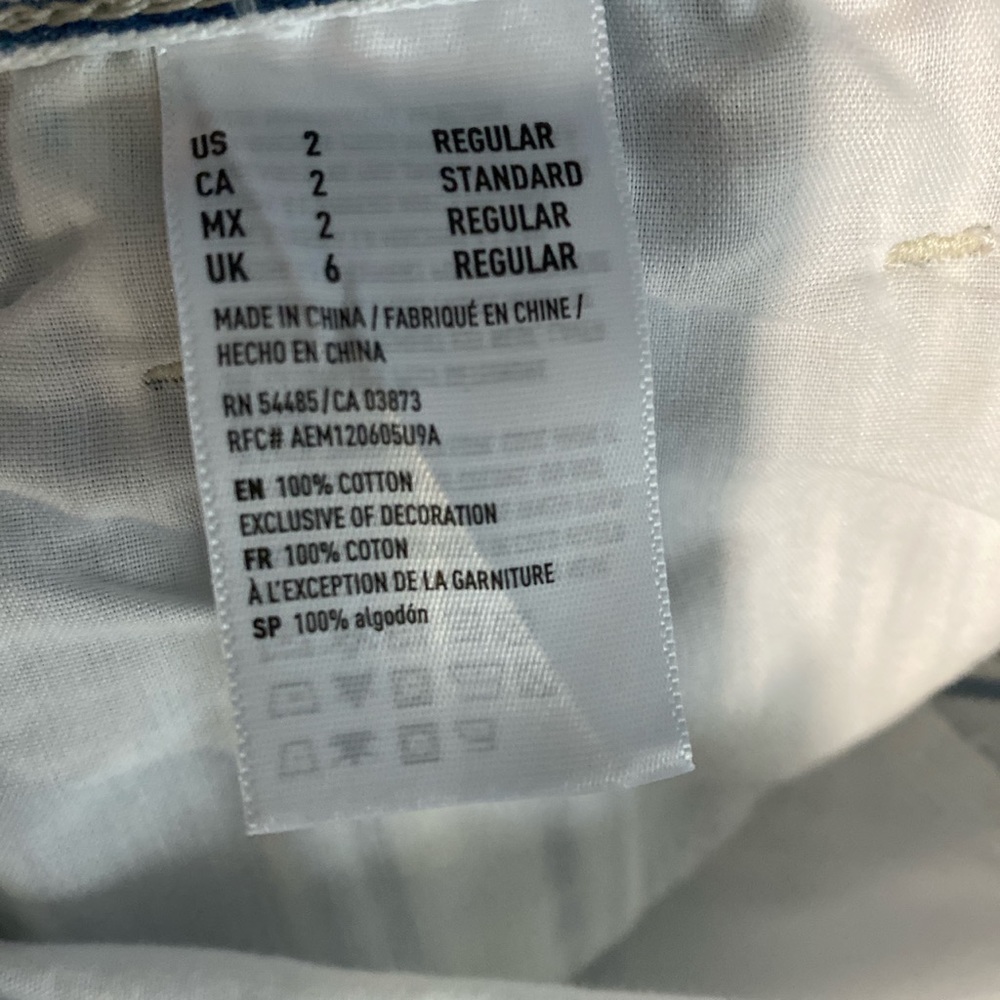 US 2 REGULAR
CA 2 STANDARD
MX 2 REGULAR
UK 6 REGULAR
MADE IN CHINA / FABRIQUÉ EN CHINE /
HECHO EN CHINA
RN 54485/CA 03873
RFC# AEM120605U9A
EN 100% COTTON
EXCLUSIVE OF DECORATION
FR 100% COTON
À L'EXCEPTION DE LA GARNITURE
SP 100% algodón